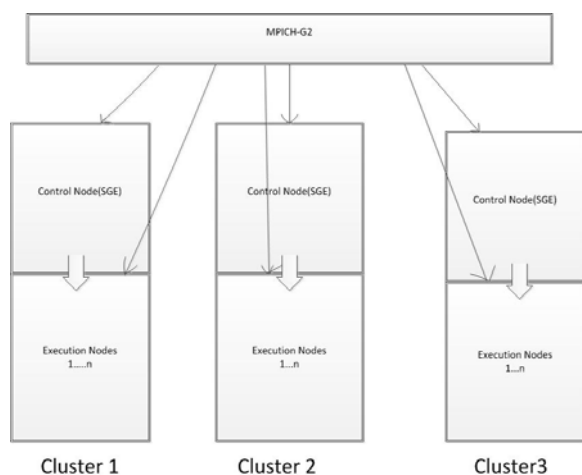 MPICH-G2
Control Node(SGE)
Control Node(SGE)
Control Node(SGE)
Execution Nodes
1.....n
Execution Nodes
1...n
Execution Nodes
1...n
Cluster 1
Cluster 2
Cluster3